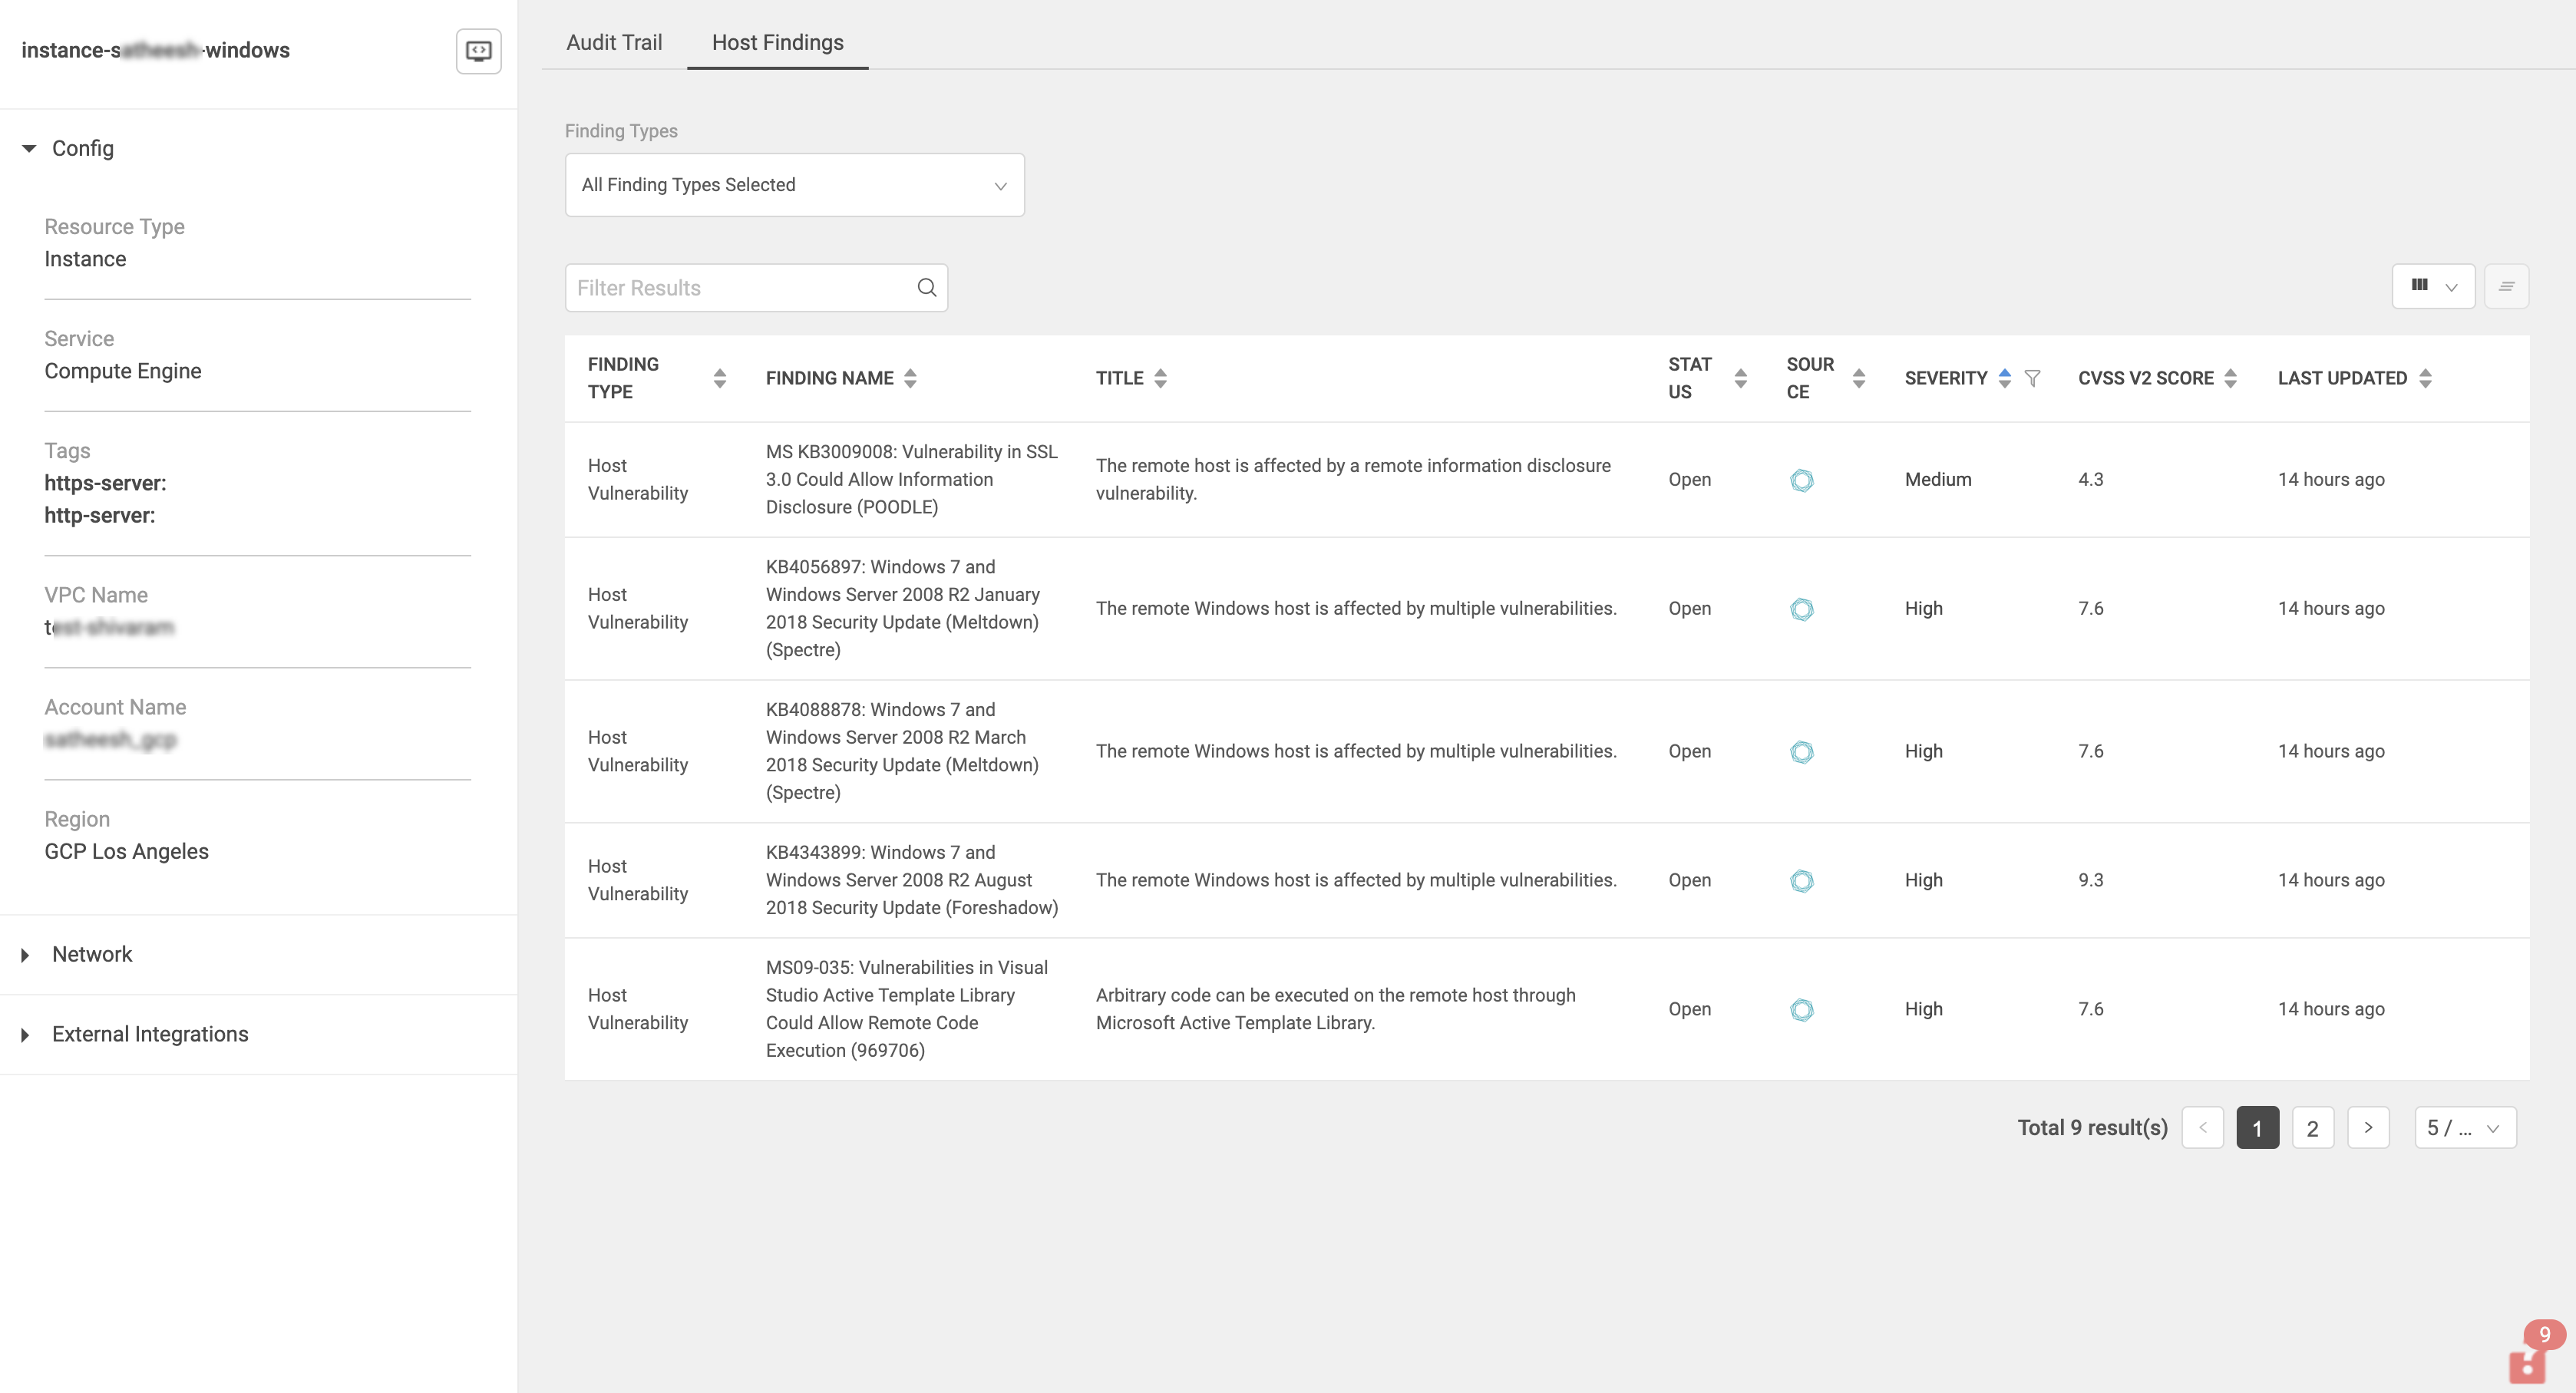 instance-s -windows
Config
Resource Type
Instance
Service
Compute Engine
Tags
https-server:
http-server:
VPC Name
Account Name
Region
GCP Los Angeles
Network
External Integrations
Audit Trail
Host Findings
Finding Types
All Finding Types Selected
Filter Results
FINDING
TYPE
FINDING NAME
TITLE
STAT
US
SOUR
CE
SEVERITY
CVSS V2 SCORE
LAST UPDATED
Host
Vulnerability
MS KB3009008: Vulnerability in SSL
3.0 Could Allow Information
Disclosure (POODLE)
The remote host is affected by a remote information disclosure
vulnerability.
Open
Medium
4.3
14 hours ago
Host
Vulnerability
KB4056897: Windows 7 and
Windows Server 2008 R2 January
2018 Security Update (Meltdown)
(Spectre)
The remote Windows host is affected by multiple vulnerabilities.
Open
High
7.6
14 hours ago
Host
Vulnerability
KB4088878: Windows 7 and
Windows Server 2008 R2 March
2018 Security Update (Meltdown)
(Spectre)
The remote Windows host is affected by multiple vulnerabilities.
Open
High
7.6
14 hours ago
Host
Vulnerability
KB4343899: Windows 7 and
Windows Server 2008 R2 August
2018 Security Update (Foreshadow)
The remote Windows host is affected by multiple vulnerabilities.
Open
High
9.3
14 hours ago
Host
Vulnerability
MS09-035: Vulnerabilities in Visual
Studio Active Template Library
Could Allow Remote Code
Execution (969706)
Arbitrary code can be executed on the remote host through
Microsoft Active Template Library.
Open
High
7.6
14 hours ago
Total 9 result(s)
<
1
2
>
5 / ...
9